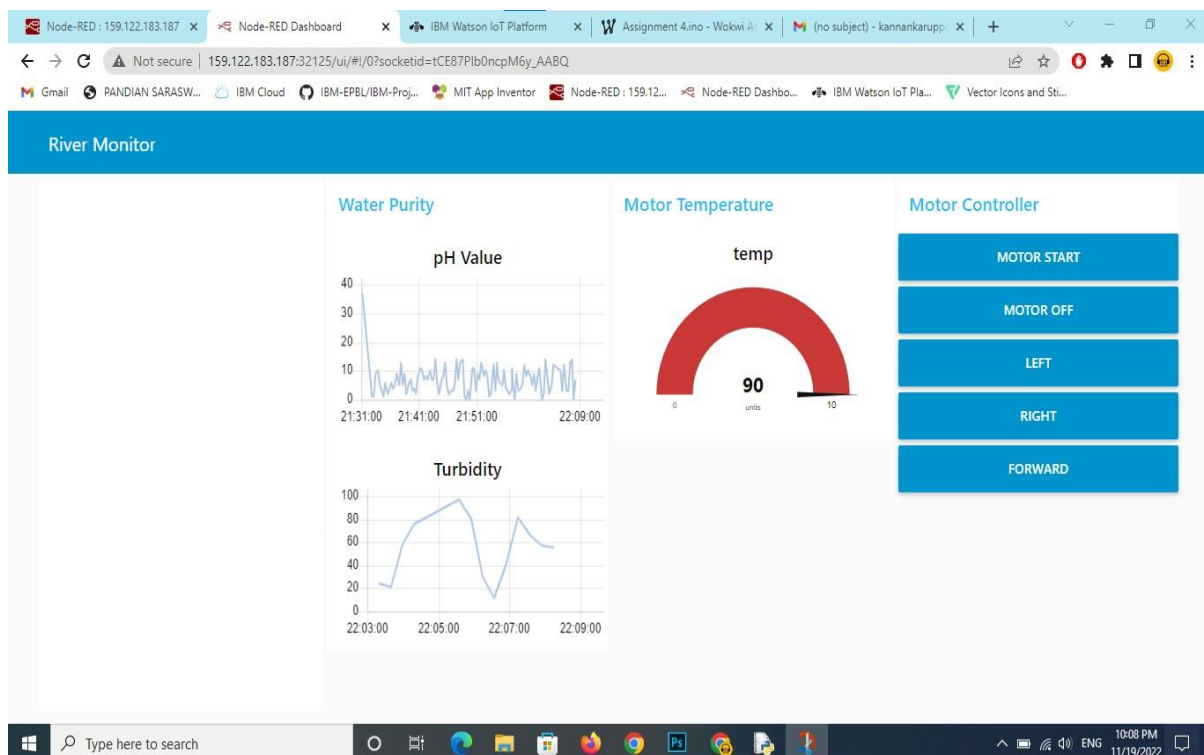 Node-RED : 159.122.183.187
Node-RED Dashboard
IBM Watson IoT Platform
Assignment 4.ino - Wokwi A
(no subject) - kannankarupp
Not secure
159.122.183.187:32125/ui/#!/0?socketid=tCE87PIb0ncpM6y_AABQ
Gmail
PANDIAN SARASW...
IBM Cloud
IBM-EPBL/IBM-Proj...
MIT App Inventor
Node-RED : 159.12...
Node-RED Dashbo...
IBM Watson IoT Pla...
Vector Icons and Sti...
River Monitor
Water Purity
pH Value
40
30
20
10
0
21:31:00 21:41:00 21:51:00 22:09:00
Turbidity
100
80
60
40
20
0
22:03:00 22:05:00 22:07:00 22:09:00
Motor Temperature
temp
90
units
0 10
Motor Controller
MOTOR START
MOTOR OFF
LEFT
RIGHT
FORWARD
Type here to search
Ps
ENG
10:08 PM
11/19/2022